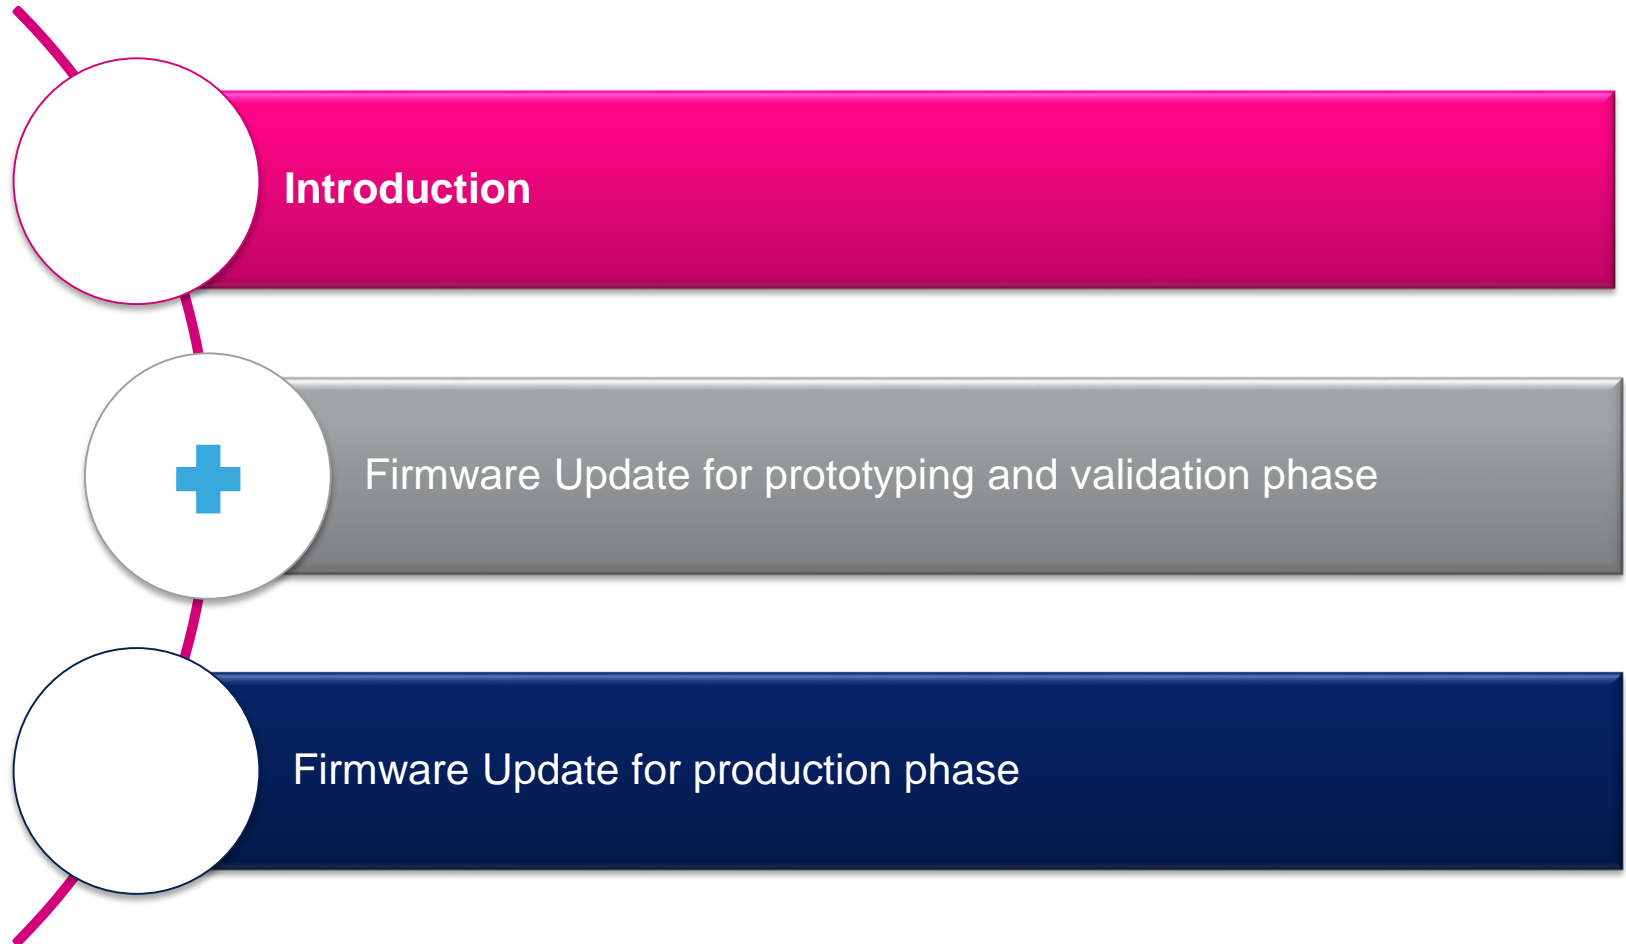 Introduction
Firmware Update for prototyping and validation phase
Firmware Update for production phase